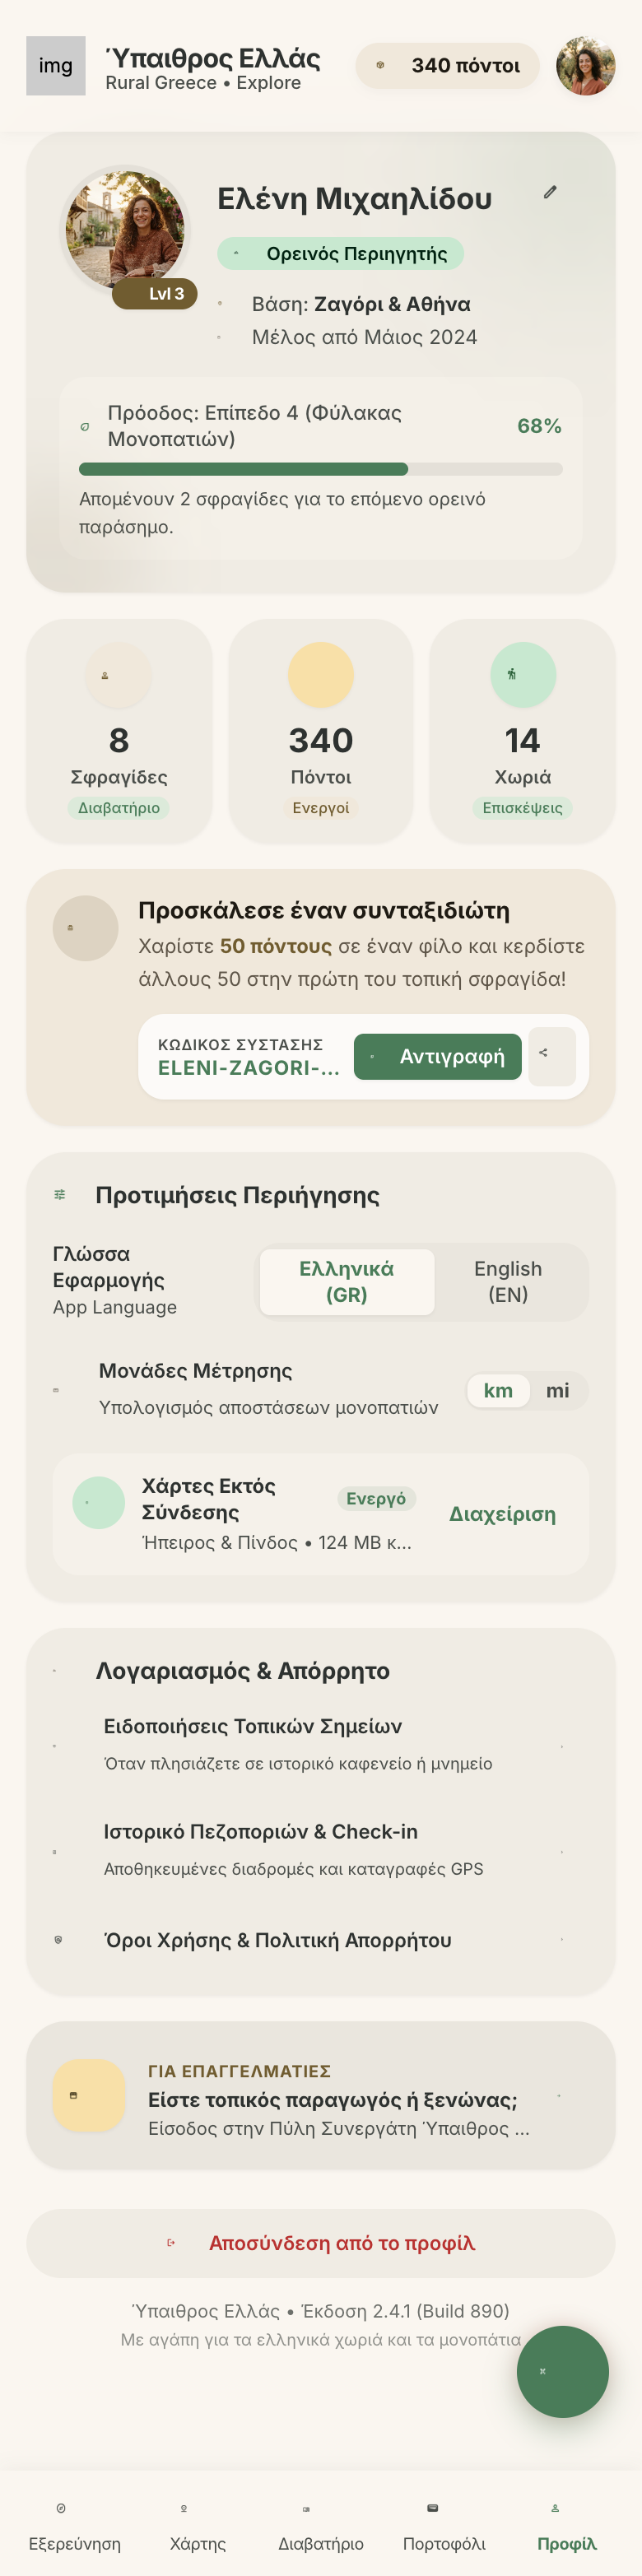 img
Ὕπαιθρος Ελλάς
Rural Greece • Explore
340 πόντοι
Ελένη Μιχαηλίδου
Ορεινός Περιηγητής
Lvl 3
Βάση: Ζαγόρι & Αθήνα
Μέλος από Μάιος 2024
Πρόοδος: Επίπεδο 4 (Φύλακας
Μονοπατιών)
68%
Απομένουν 2 σφραγίδες για το επόμενο ορεινό
παράσημο.
8
Σφραγίδες
Διαβατήριο
340
Πόντοι
Ενεργοί
14
Χωριά
Επισκέψεις
Προσκάλεσε έναν συνταξιδιώτη
Χαρίστε 50 πόντους σε έναν φίλο και κερδίστε
άλλους 50 στην πρώτη του τοπική σφραγίδα!
ΚΩΔΙΚΟΣ ΣΥΣΤΑΣΗΣ
ELENI-ZAGORI-...
Αντιγραφή
Προτιμήσεις Περιήγησης
Γλώσσα
Εφαρμογής
App Language
Ελληνικά
(GR)
English
(EN)
Μονάδες Μέτρησης
Υπολογισμός αποστάσεων μονοπατιών
km
mi
Χάρτες Εκτός
Σύνδεσης
Ενεργό
Ήπειρος & Πίνδος • 124 MB κ...
Διαχείριση
Λογαριασμός & Απόρρητο
Ειδοποιήσεις Τοπικών Σημείων
Όταν πλησιάζετε σε ιστορικό καφενείο ή μνημείο
Ιστορικό Πεζοποριών & Check-in
Αποθηκευμένες διαδρομές και καταγραφές GPS
Όροι Χρήσης & Πολιτική Απορρήτου
ΓΙΑ ΕΠΑΓΓΕΛΜΑΤΙΕΣ
Είστε τοπικός παραγωγός ή ξενώνας;
Είσοδος στην Πύλη Συνεργάτη Ὕπαιθρος ...
Αποσύνδεση από το προφίλ
Ὕπαιθρος Ελλάς • Έκδοση 2.4.1 (Build 890)
Με αγάπη για τα ελληνικά χωριά και τα μονοπάτια
Εξερεύνηση
Χάρτης
Διαβατήριο
Πορτοφόλι
Προφίλ